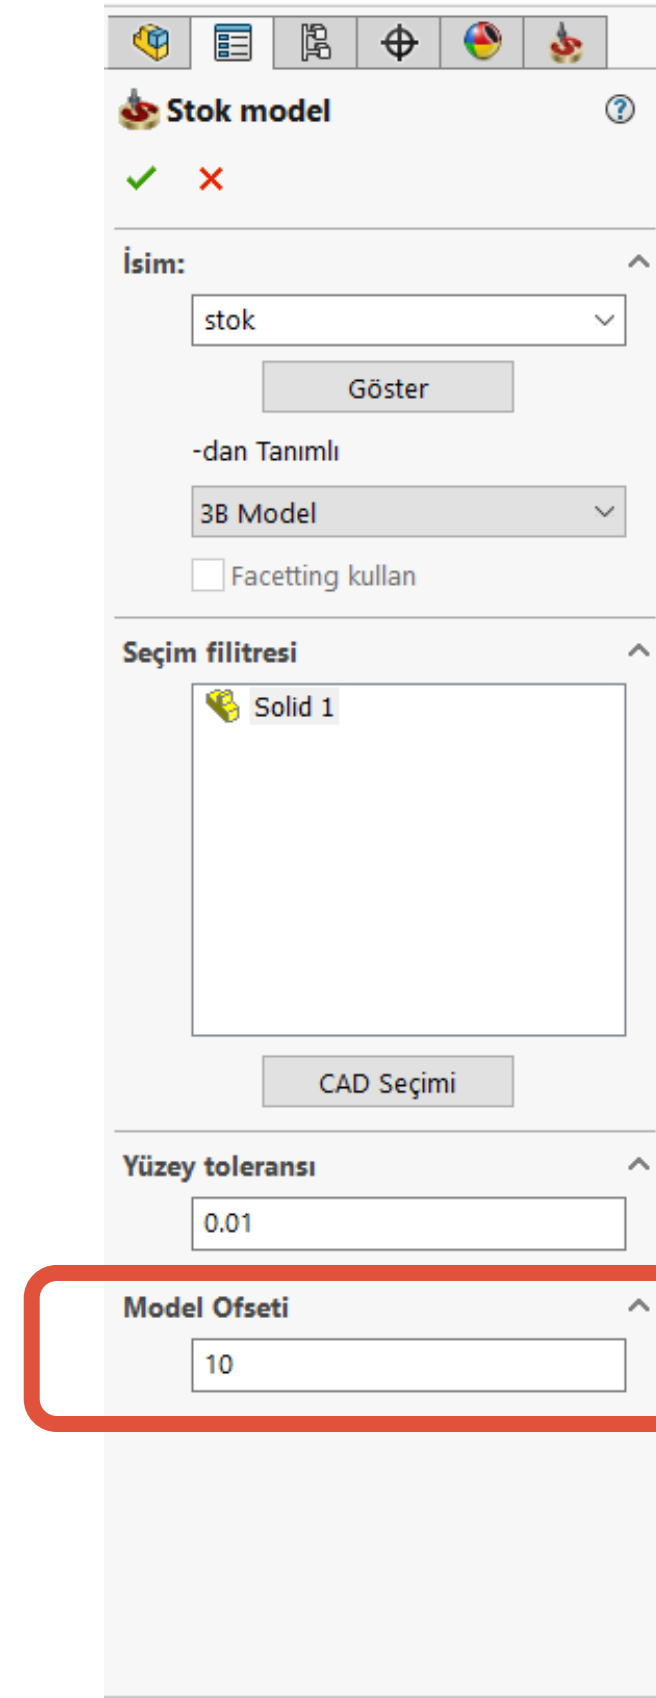 Stok model
İsim:
stok
Göster
-dan Tanımlı
3B Model
Facetting kullan
Seçim filitresi
Solid 1
CAD Seçimi
Yüzey toleransı
0.01
Model Ofseti
10